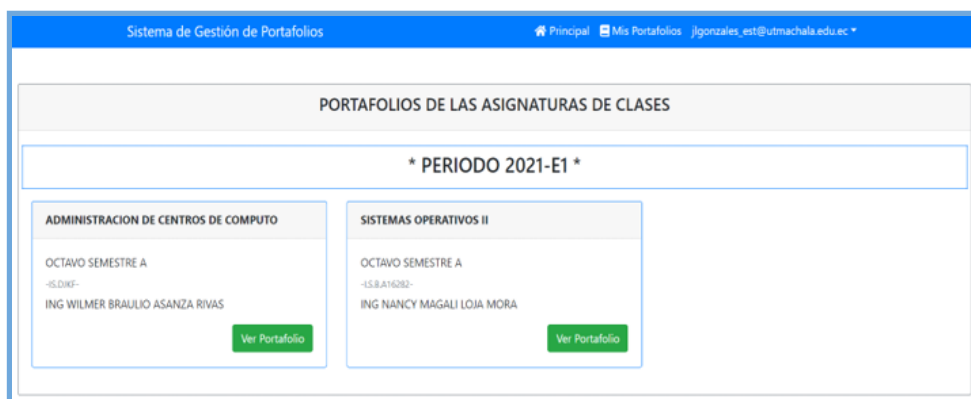 Sistema de Gestión de Portafolios
Principal Mis Portafolios jlgonzales_est@utmachala.edu.ec
PORTAFOLIOS DE LAS ASIGNATURAS DE CLASES
* PERIODO 2021-E1 *
ADMINISTRACION DE CENTROS DE COMPUTO
OCTAVO SEMESTRE A
ING WILMER BRAULIO ASANZA RIVAS
Ver Portafolio
SISTEMAS OPERATIVOS II
OCTAVO SEMESTRE A
ING NANCY MAGALI LOJA MORA
Ver Portafolio